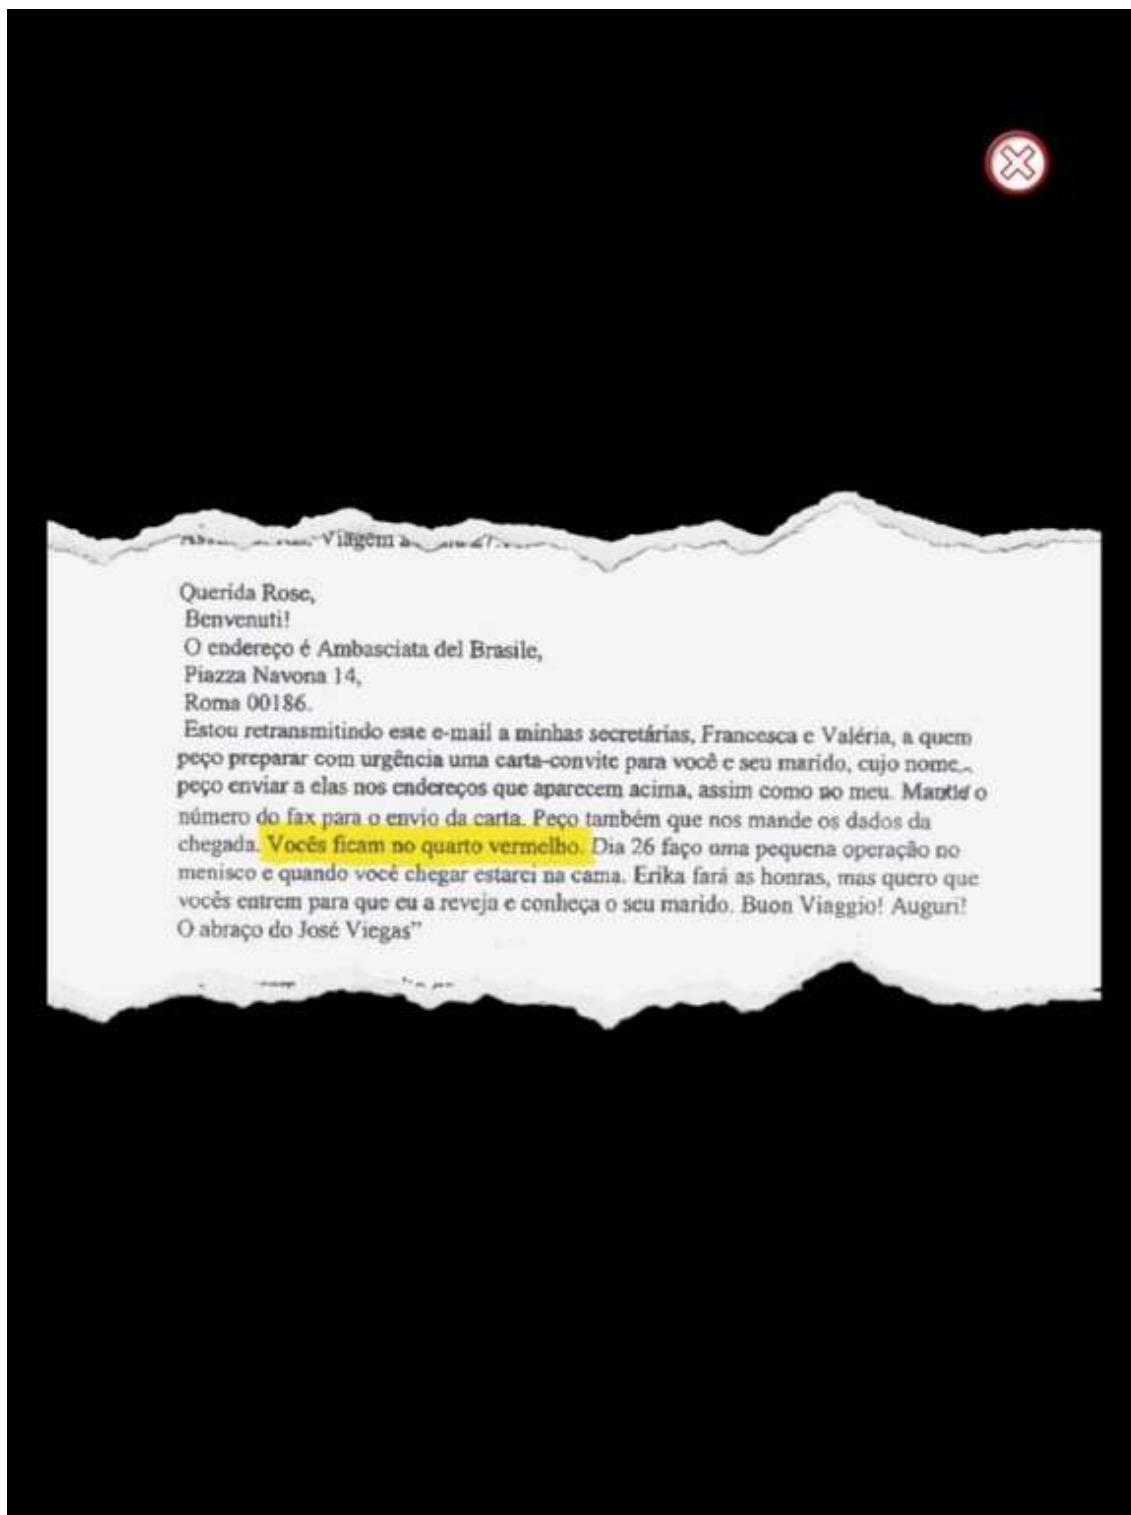 Viagem a
Querida Rose,
Benvenuti!
O endereço é Ambasciata del Brasile,
Piazza Navona 14,
Roma 00186.
Estou retransmitindo este e-mail a minhas secretárias, Francesca e Valéria, a quem
peço preparar com urgência uma carta-convite para você e seu marido, cujo nome
peço enviar a elas nos endereços que aparecem acima, assim como no meu. Mantle o
número do fax para o envio da carta. Peço também que nos mande os dados da
chegada. Vocês ficam no quarto vermelho. Dia 26 faço uma pequena operação no
menisco e quando você chegar estarei na cama. Erika fará as honras, mas quero que
vocês entrem para que eu a reveja e conheça o seu marido. Buon Viaggio! Auguri!
O abraço do José Viegas”